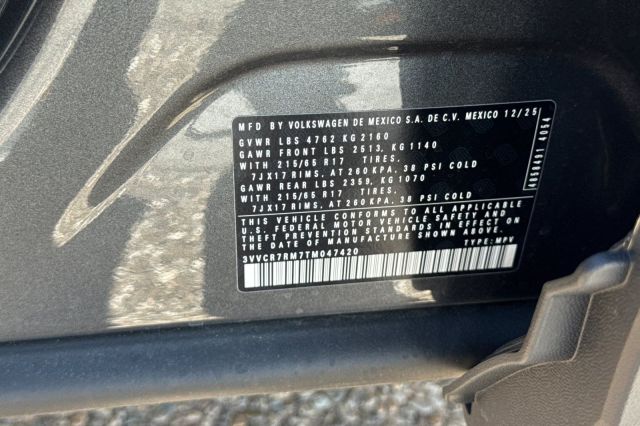 MFD BY VOLKSWAGEN DE MEXICO S.A. DE C.V. MEXICO 12/25
GVWR LBS 4762 KG 2160
GAWR FRONT LBS 2513, KG 1140
WITH 215/65 R17 TIRES.
7JX17 RIMS, AT 260 KPA, 38 PSI COLD
GAWR REAR LBS 2359, KG 1070
WITH 215/65 R17 TIRES,
7JX17 RIMS, AT 260 KPA, 38 PSI COLD
THIS VEHICLE CONFORMS TO ALL APPLICABLE
U.S. FEDERAL MOTOR VEHICLE SAFETY AND
THEFT PREVENTION STANDARDS IN EFFECT ON
THE DATE OF MANUFACTURE SHOWN ABOVE.
3VVCR7RM7TM047420 TYPE: MPV